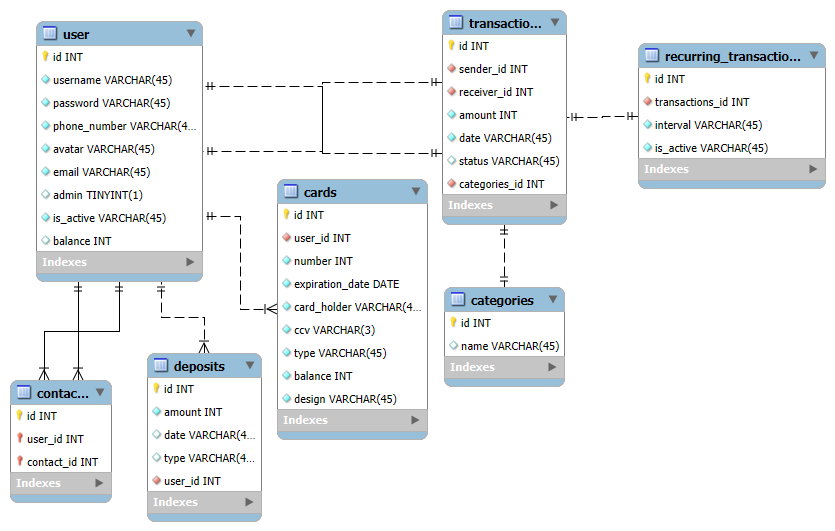 user
id INT
username VARCHAR(45)
password VARCHAR(45)
phone_number VARCHAR(4...
avatar VARCHAR(45)
email VARCHAR(45)
admin TINYINT(1)
is_active VARCHAR(45)
balance INT
Indexes
transactio...
id INT
sender_id INT
receiver_id INT
amount INT
date VARCHAR(45)
status VARCHAR(45)
categories_id INT
Indexes
recurring_transactio...
id INT
transactions_id INT
interval VARCHAR(45)
is_active VARCHAR(45)
Indexes
cards
id INT
user_id INT
number INT
expiration_date DATE
card_holder VARCHAR(4...
ccv VARCHAR(3)
type VARCHAR(45)
balance INT
design VARCHAR(45)
Indexes
categories
id INT
name VARCHAR(45)
Indexes
contac...
id INT
user_id INT
contact_id INT
Indexes
deposits
id INT
amount INT
date VARCHAR(4...
type VARCHAR(4...
user_id INT
Indexes